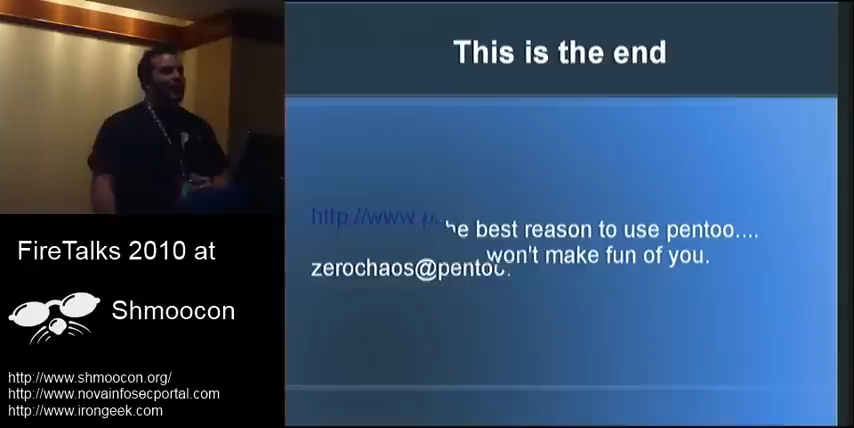 This is the end
http://www.
he best reason to use pentoo....
won't make fun of you.
zerochaos@pentoo.
FireTalks 2010 at
Shmoocon
http://www.shmoocon.org/
http://www.novainfosecportal.com
http://www.irongeek.com